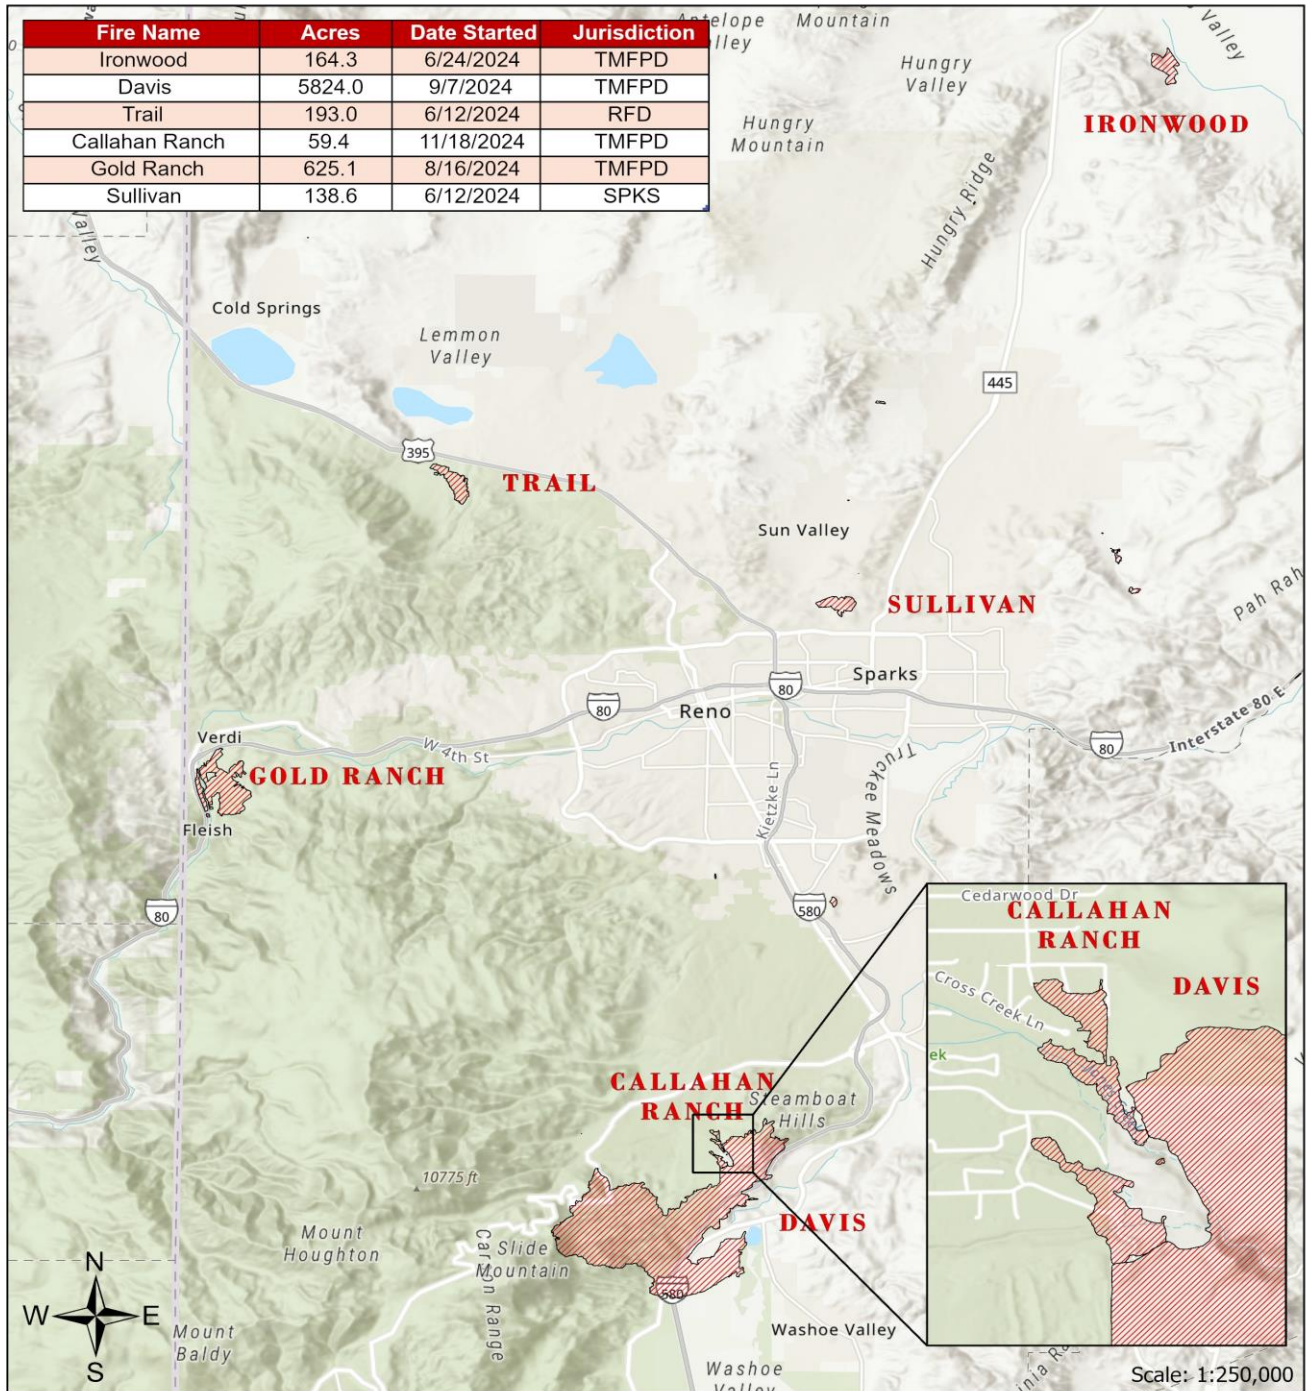 Fire Name Acres Date Started Jurisdiction
Ironwood 164.3 6/24/2024 TMFPD
Davis 5824.0 9/7/2024 TMFPD
Trail 193.0 6/12/2024 RFD
Callahan Ranch 59.4 11/18/2024 TMFPD
Gold Ranch 625.1 8/16/2024 TMFPD
Sullivan 138.6 6/12/2024 SPKS
Antelope
Mountain
Valley
Hungry
Valley
IRONWOOD
Hungry
Mountain
Hungry Ridge
Valley
Cold Springs
Lemmon
Valley
445
395
TRAIL
Sun Valley
SULLIVAN
Pah Rah
Sparks
80
80
Reno
Interstate 80 E
80
Verdi
W 4th St
GOLD RANCH
Truckee Meadows
Kietzke Ln
Fleish
80
580
Cedarwood Dr
CALLAHAN
RANCH
DAVIS
Cross Creek Ln
ek
CALLAHAN
RANCH
Steamboat
Hills
10775 ft
DAVIS
Mount
Houghton
Slide
Mountain
Carson Range
580
N
W E
S
Mount
Baldy
Washoe Valley
Washoe
Valley
Scale: 1:250,000